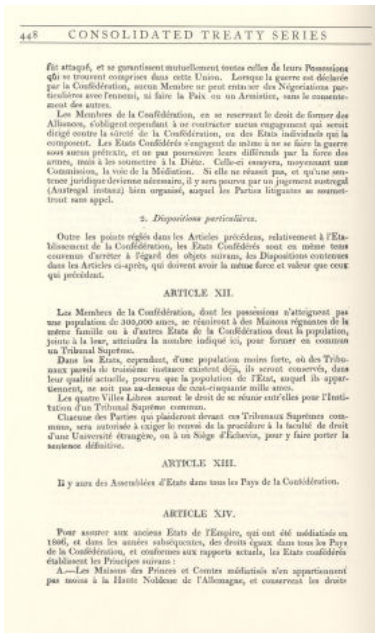 448 CONSOLIDATED TREATY SERIES
fût attaqué, et se garantissent mutuellement toutes celles de leurs Possessions
qui se trouvent comprises dans cette Union. Lorsque la guerre est déclarée
par la Confédération, aucun Membre ne peut entamer des Négociations par-
ticulières avec l'ennemi, ni faire la Paix ou un Armistice, sans le consente-
ment des autres.
Les Membres de la Confédération, en se reservant le droit de former des
Alliances, s'obligent cependant à ne contracter aucun engagement qui serait
dirigé contre la sûreté de la Confédération, ou des Etats individuels qui la
composent. Les Etats Confédérés s'engagent de même à ne se faire la guerre
sous aucun prétexte, et ne pas poursuivre leurs différends par la force des
armes, mais à les soumettre à la Diète. Celle-ci essayera, moyennant une
Commission, la voie de la Médiation. Si elle ne réussit pas, et qu'une sen-
tence juridique devienne nécessaire, il y sera pourvu par un jugement austregal
(Austregal instanz) bien organisé, auquel les Parties litigantes se soumet-
tront sans appel.
2. Dispositions particulières.
Outre les points réglés dans les Articles précédens, relativement à l'Eta-
blissement de la Confédération, les Etats Confédérés sont en même tems
convenus d'arrêter à l'égard des objets suivans, les Dispositions contenues
dans les Articles ci-après, qui doivent avoir la même force et valeur que ceux
qui précèdent.
ARTICLE XII.
Les Membres de la Confédération, dont les possessions n'atteignent pas
une population de 300,000 ames, se réuniront à des Maisons régnantes de la
même famille ou à d'autres Etats de la Confédération dont la population,
jointe à la leur, atteindra le nombre indiqué ici, pour former en commun
un Tribunal Suprême.
Dans les Etats, cependant, d'une population moins forte, où des Tribu-
naux pareils de troisième instance existent déjà, ils seront conservés, dans
leur qualité actuelle, pourvu que la population de l'Etat, auquel ils appar-
tiennent, ne soit pas au-dessous de cent-cinquante mille ames.
Les quatre Villes Libres auront le droit de se réunir entr'elles pour l'Insti-
tution d'un Tribunal Suprême commun.
Chacune des Parties qui plaideront devant ces Tribunaux Suprêmes com-
muns, sera autorisée à exiger le renvoi de la procédure à la faculté de droit
d'une Université étrangère, ou à un Siège d'Echevin, pour y faire porter la
sentence définitive.
ARTICLE XIII.
Il y aura des Assemblées d'Etats dans tous les Pays de la Confédération.
ARTICLE XIV.
Pour assurer aux anciens Etats de l'Empire, qui ont été médiatisés en
1806, et dans les années subséquentes, des droits égaux dans tous les Pays
de la Confédération, et conformes aux rapports actuels, les Etats confédérés
établissent les Principes suivans :
A.—Les Maisons des Princes et Comtes médiatisés n'en appartiennent
pas moins à la Haute Noblesse de l'Allemagne, et conservent les droits